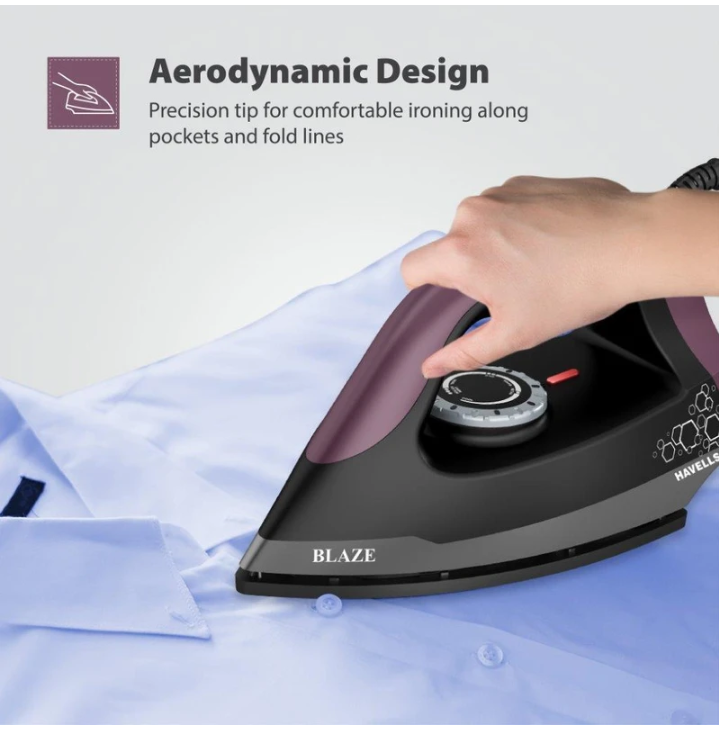 Aerodynamic Design
Precision tip for comfortable ironing along
pockets and fold lines
HAVELLS
BLAZE